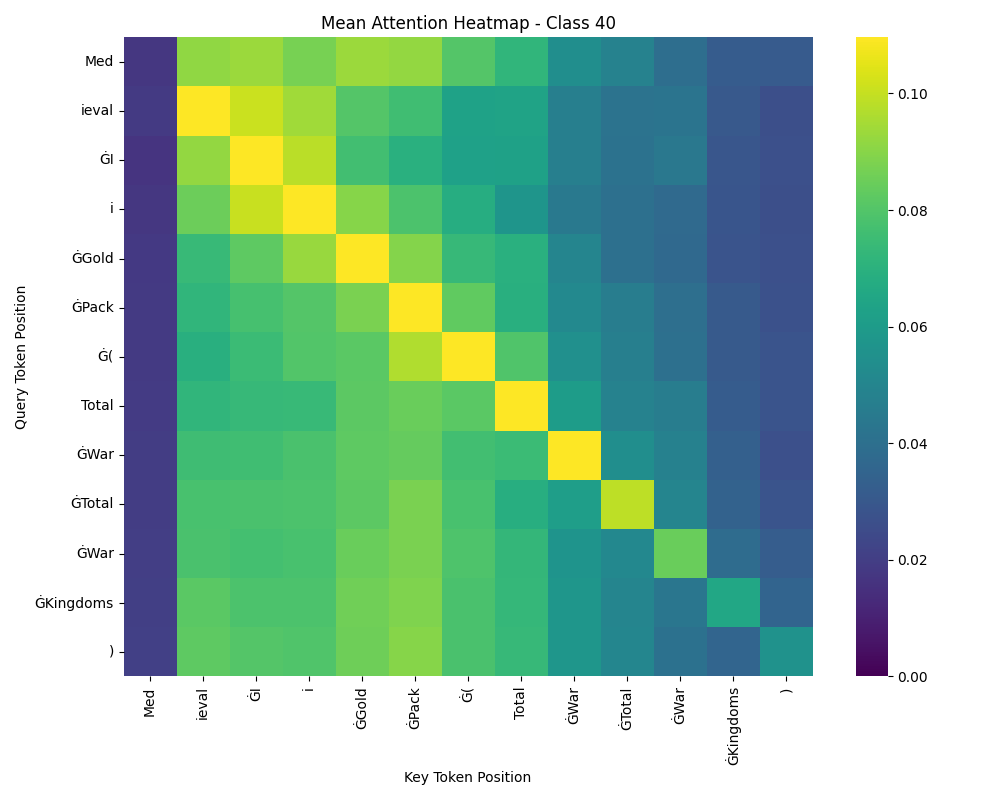 Mean Attention Heatmap - Class 40
Query Token Position
Med
ieval
ĠI
i
ĠGold
ĠPack
Ġ(
Total
ĠWar
ĠTotal
ĠWar
ĠKingdoms
)
Med
ieval
ĠI
i
ĠGold
ĠPack
Ġ(
Total
ĠWar
ĠTotal
ĠWar
ĠKingdoms
)
Key Token Position
0.10
0.08
0.06
0.04
0.02
0.00